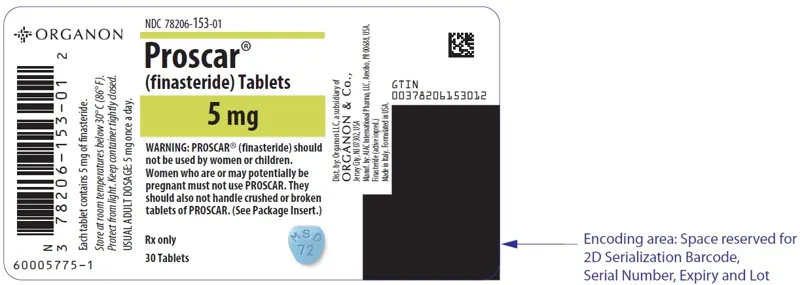 ORGANON
N 3 78206-153-01 2
60005775-1
Each tablet contains 5 mg of finasteride.
Store at room temperatures below 30°C (86°F).
Protect from light. Keep container tightly closed.
USUAL ADULT DOSAGE: 5 mg once a day.
NDC 78206-153-01
Proscar®
(finasteride) Tablets
5 mg
WARNING: PROSCAR® (finasteride) should
not be used by women or children.
Women who are or may potentially be
pregnant must not use PROSCAR. They
should also not handle crushed or broken
tablets of PROSCAR. (See Package Insert.)
Rx only
30 Tablets
MSD
72
Dist. by: Organon LLC, a subsidiary of
ORGANON & Co.,
Jersey City, NJ 07302, USA
Manuf. by: AIAC International Pharma, LLC, Arecibo, PR 00688, USA.
Finasteride (active ingred.)
Made in Italy. Formulated in USA.
GTIN
00378206153012
Encoding area: Space reserved for
2D Serialization Barcode,
Serial Number, Expiry and Lot